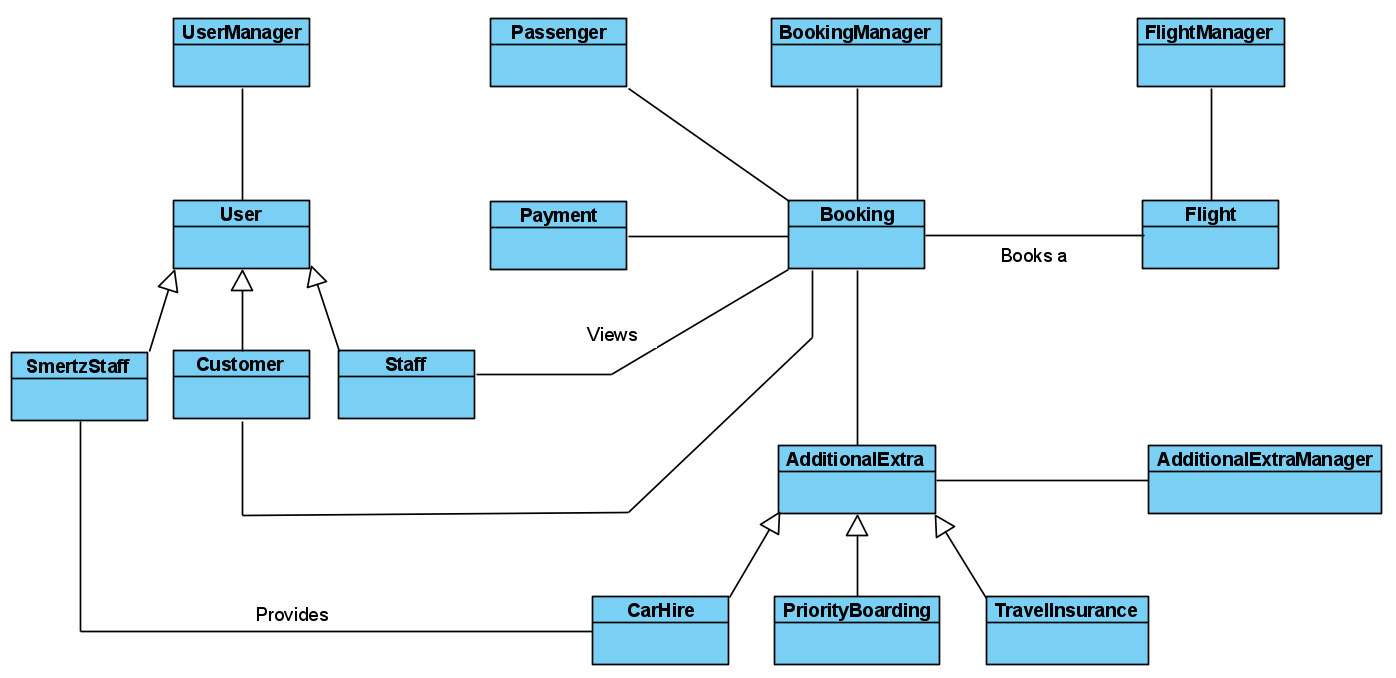 UserManager
Passenger
BookingManager
FlightManager
User
Payment
Booking
Flight
Books a
Views
SmertzStaff
Customer
Staff
AdditionalExtra
AdditionalExtraManager
Provides
CarHire
PriorityBoarding
TravelInsurance